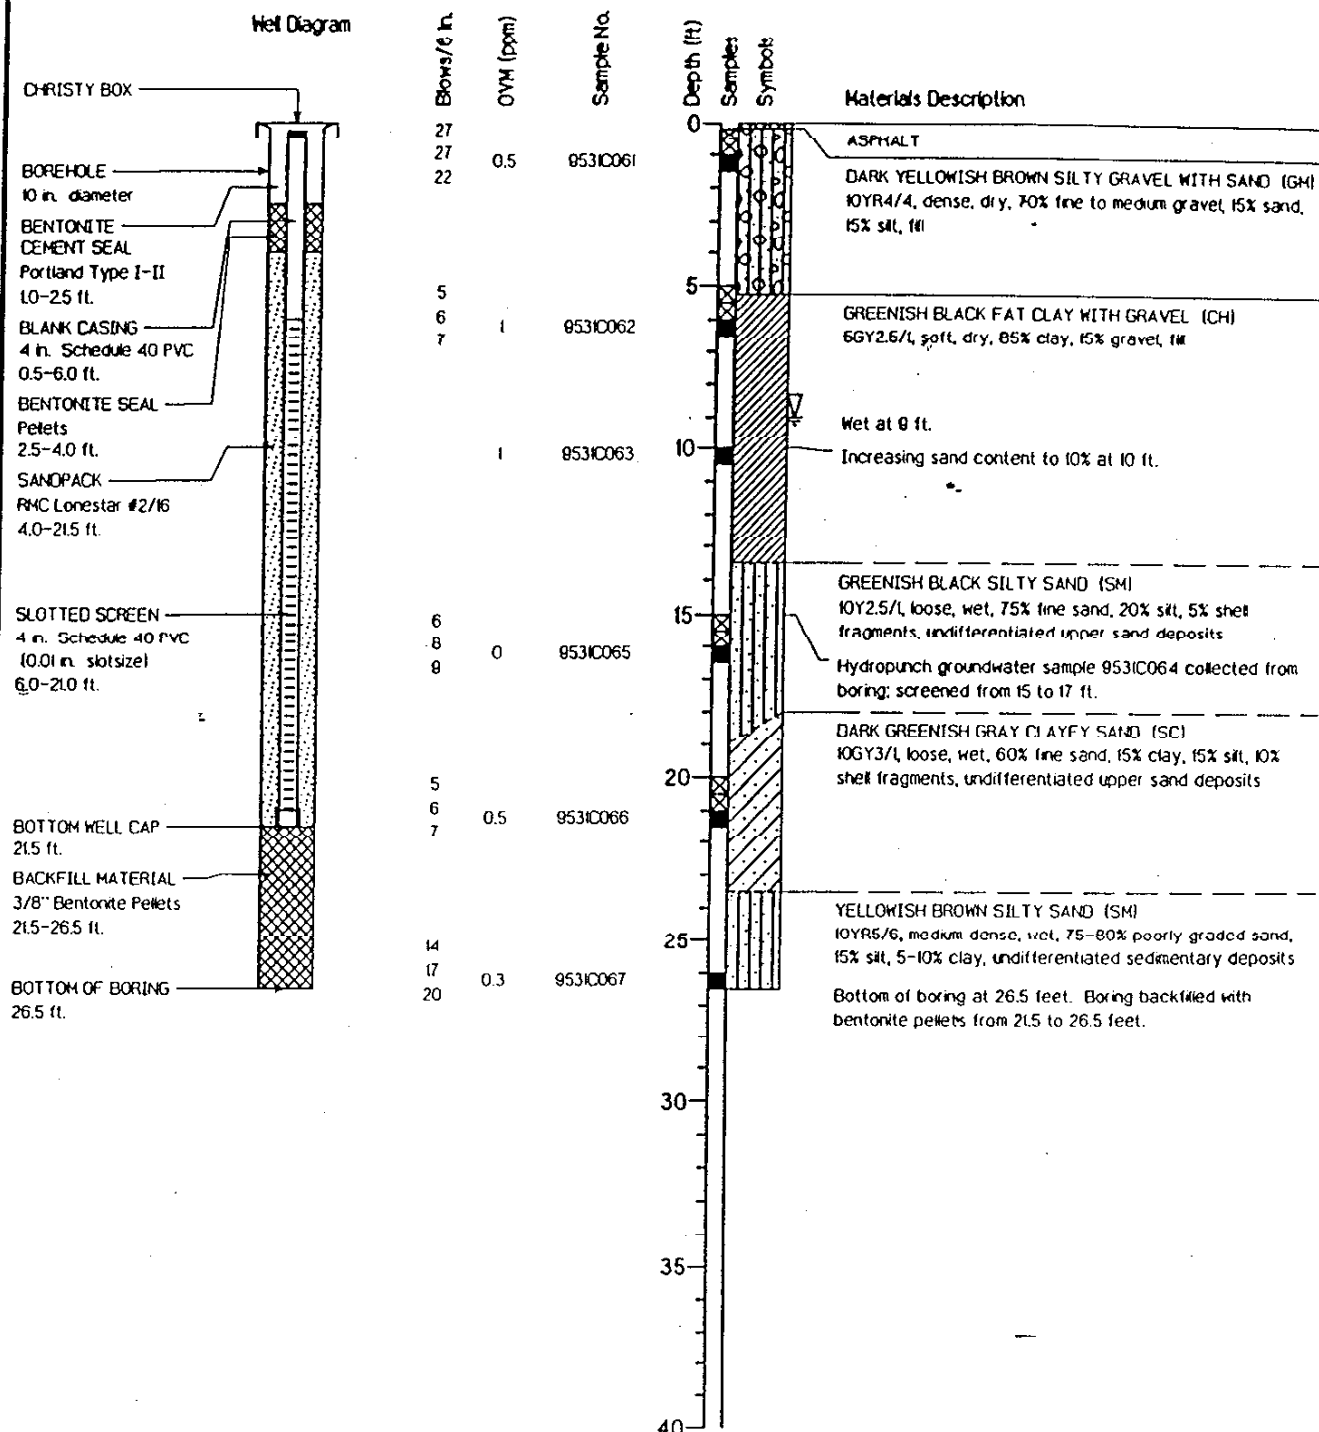 Well Diagram
Blows/6 in.
OVM (ppm)
Sample No.
Depth (ft)
Samples
Symbols
Materials Description
CHRISTY BOX
BOREHOLE
10 in. diameter
BENTONITE
CEMENT SEAL
Portland Type I-II
1.0-2.5 ft.
BLANK CASING
4 in. Schedule 40 PVC
0.5-6.0 ft.
BENTONITE SEAL
Pellets
2.5-4.0 ft.
SANDPACK
RMC Lonestar #2/16
4.0-21.5 ft.
SLOTTED SCREEN
4 in. Schedule 40 PVC
(0.01 in. slotsize)
6.0-21.0 ft.
BOTTOM WELL CAP
21.5 ft.
BACKFILL MATERIAL
3/8" Bentonite Pellets
21.5-26.5 ft.
BOTTOM OF BORING
26.5 ft.
27
27 0.5 9531C061
22
5
6 1 9531C062
7
1 9531C063
6
8 0 9531C065
9
5
6 0.5 9531C066
7
14
17 0.3 9531C067
20
0
5
10
15
20
25
30
35
40
ASPHALT
DARK YELLOWISH BROWN SILTY GRAVEL WITH SAND (GM)
10YR4/4, dense, dry, 70% fine to medium gravel, 15% sand,
15% silt, fill
GREENISH BLACK FAT CLAY WITH GRAVEL (CH)
5GY2.5/1, soft, dry, 85% clay, 15% gravel, fill
Wet at 9 ft.
Increasing sand content to 10% at 10 ft.
GREENISH BLACK SILTY SAND (SM)
10Y2.5/1, loose, wet, 75% fine sand, 20% silt, 5% shell
fragments, undifferentiated upper sand deposits
Hydropunch groundwater sample 9531C064 collected from
boring; screened from 15 to 17 ft.
DARK GREENISH GRAY CLAYEY SAND (SC)
10GY3/1, loose, wet, 60% fine sand, 15% clay, 15% silt, 10%
shell fragments, undifferentiated upper sand deposits
YELLOWISH BROWN SILTY SAND (SM)
10YR5/6, medium dense, wet, 75-80% poorly graded sand,
15% silt, 5-10% clay, undifferentiated sedimentary deposits
Bottom of boring at 26.5 feet. Boring backfilled with
bentonite pellets from 21.5 to 26.5 feet.